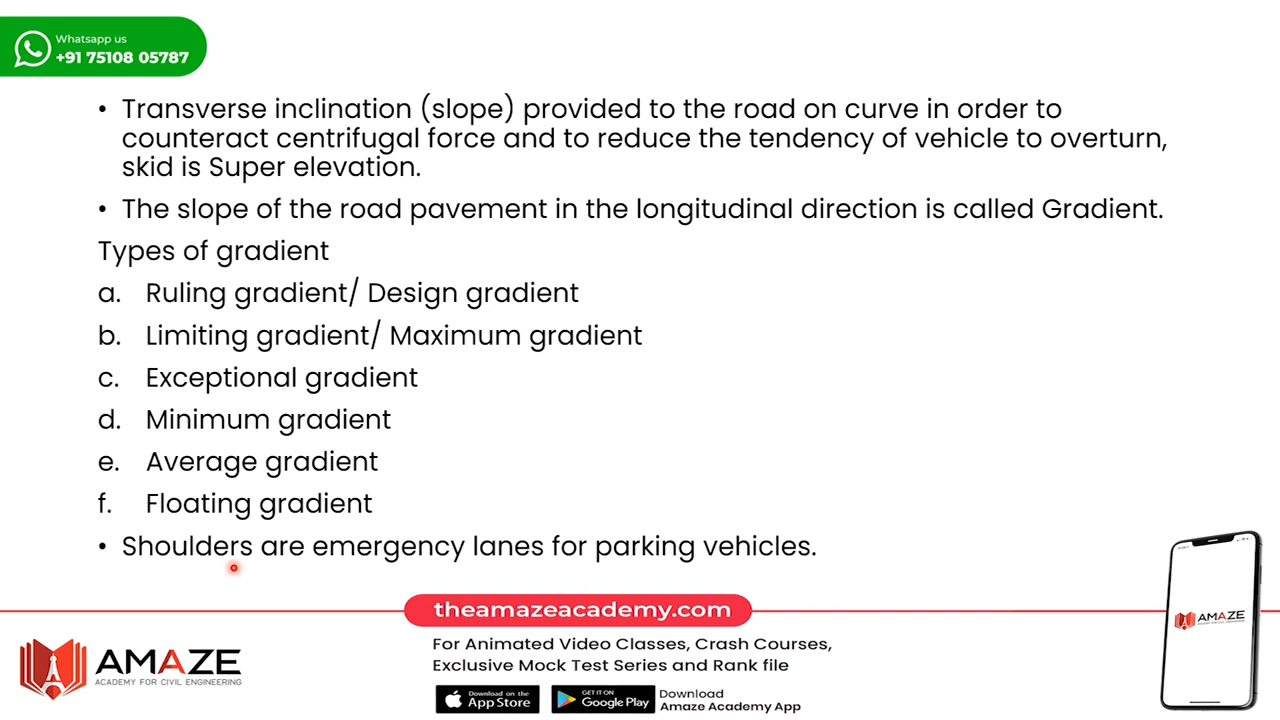 Whatsapp us
+91 75108 05787
• Transverse inclination (slope) provided to the road on curve in order to
counteract centrifugal force and to reduce the tendency of vehicle to overturn,
skid is Super elevation.
• The slope of the road pavement in the longitudinal direction is called Gradient.
Types of gradient
a. Ruling gradient/ Design gradient
b. Limiting gradient/ Maximum gradient
c. Exceptional gradient
d. Minimum gradient
e. Average gradient
f. Floating gradient
• Shoulders are emergency lanes for parking vehicles.
theamazeacademy.com
AMAZE
ACADEMY FOR CIVIL ENGINEERING
For Animated Video Classes, Crash Courses,
Exclusive Mock Test Series and Rank file
Download on the
App Store
GET IT ON
Google Play
Download
Amaze Academy App
AMAZE